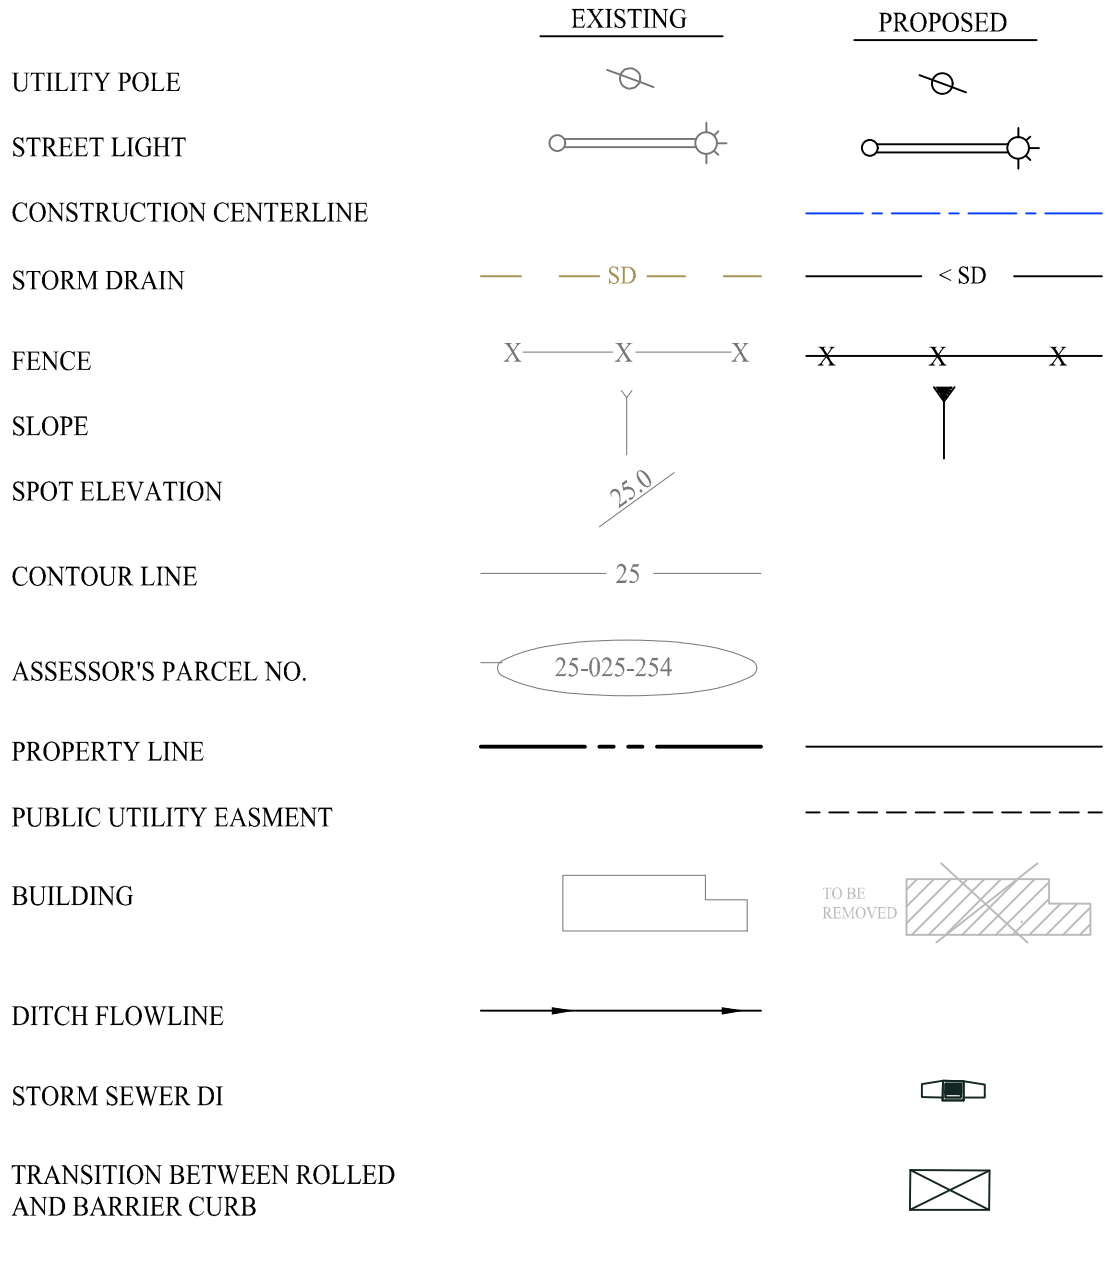 EXISTING PROPOSED
UTILITY POLE
STREET LIGHT
CONSTRUCTION CENTERLINE
STORM DRAIN SD < SD
FENCE X X X X X X
SLOPE
SPOT ELEVATION 25.0
CONTOUR LINE 25
ASSESSOR'S PARCEL NO. 25-025-254
PROPERTY LINE
PUBLIC UTILITY EASMENT
BUILDING TO BE
REMOVED
DITCH FLOWLINE
STORM SEWER DI
TRANSITION BETWEEN ROLLED
AND BARRIER CURB